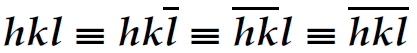 hkl ≡ hkl̅ ≡ h̅k̅l ≡ h̅k̅l̅